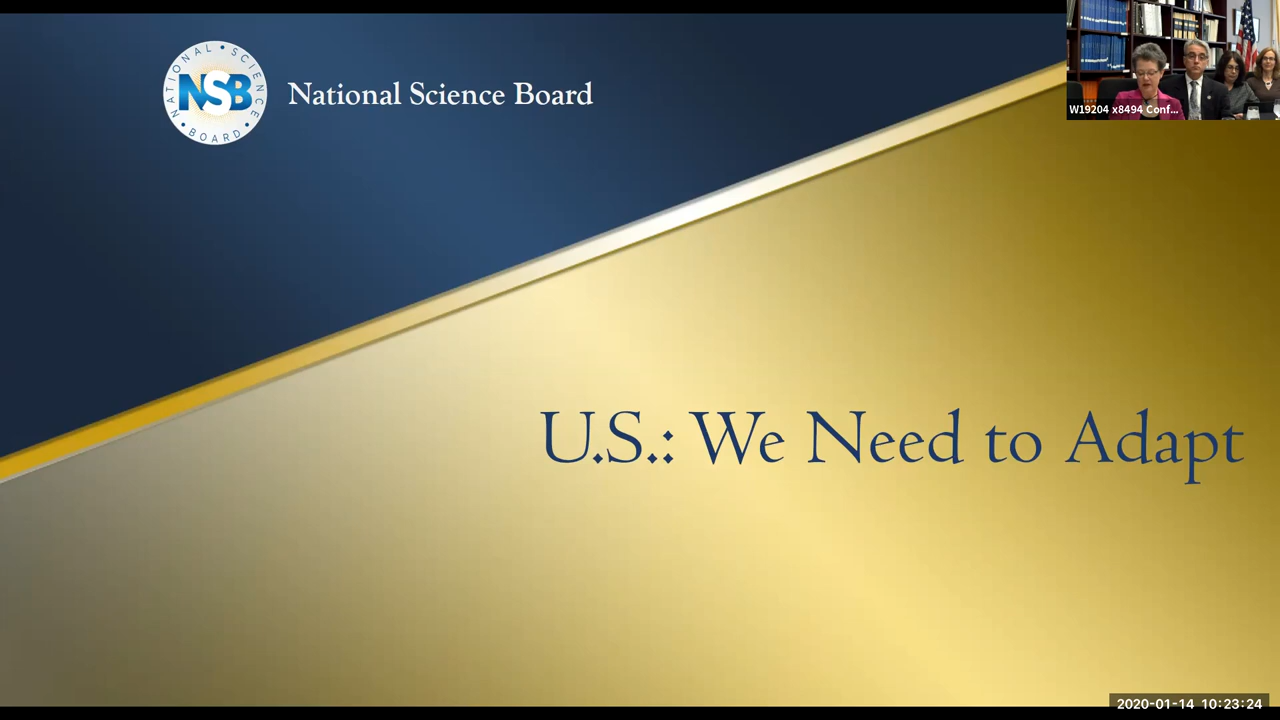 NATIONAL SCIENCE BOARD
NSB
National Science Board
W19204 x8494 Conf...
U.S.: We Need to Adapt
2020-01-14 10:23:24